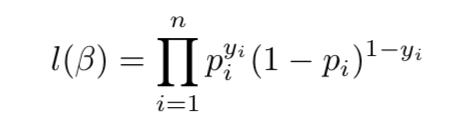 l(β) = ∏_{i=1}^{n} p_i^{y_i} (1 − p_i)^{1−y_i}